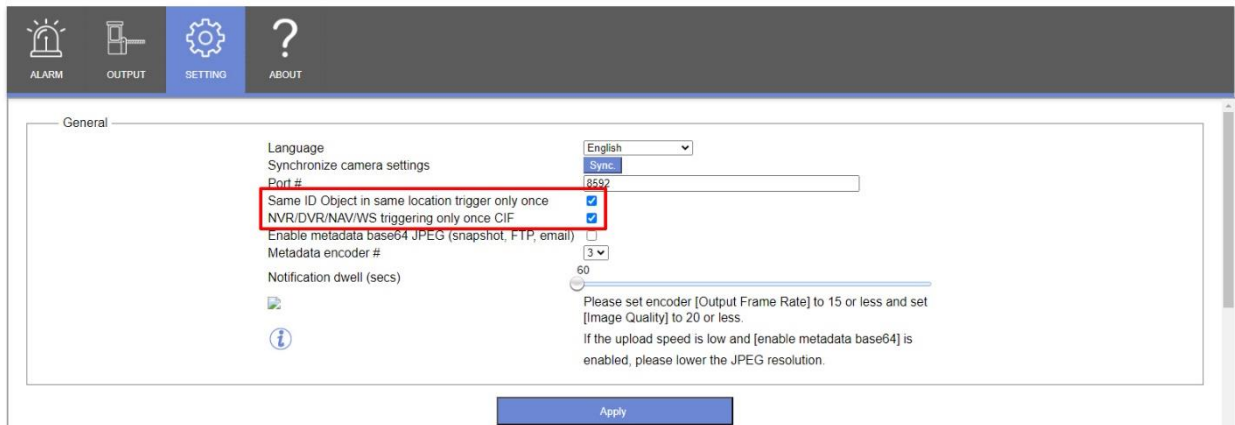 ALARM OUTPUT SETTING ABOUT
General
Language English
Synchronize camera settings Sync.
Port # 8592
Same ID Object in same location trigger only once
NVR/DVR/NAV/WS triggering only once CIF
Enable metadata base64 JPEG (snapshot, FTP, email)
Metadata encoder # 3
60
Notification dwell (secs)
Please set encoder [Output Frame Rate] to 15 or less and set
[Image Quality] to 20 or less.
If the upload speed is low and [enable metadata base64] is
enabled, please lower the JPEG resolution.
Apply